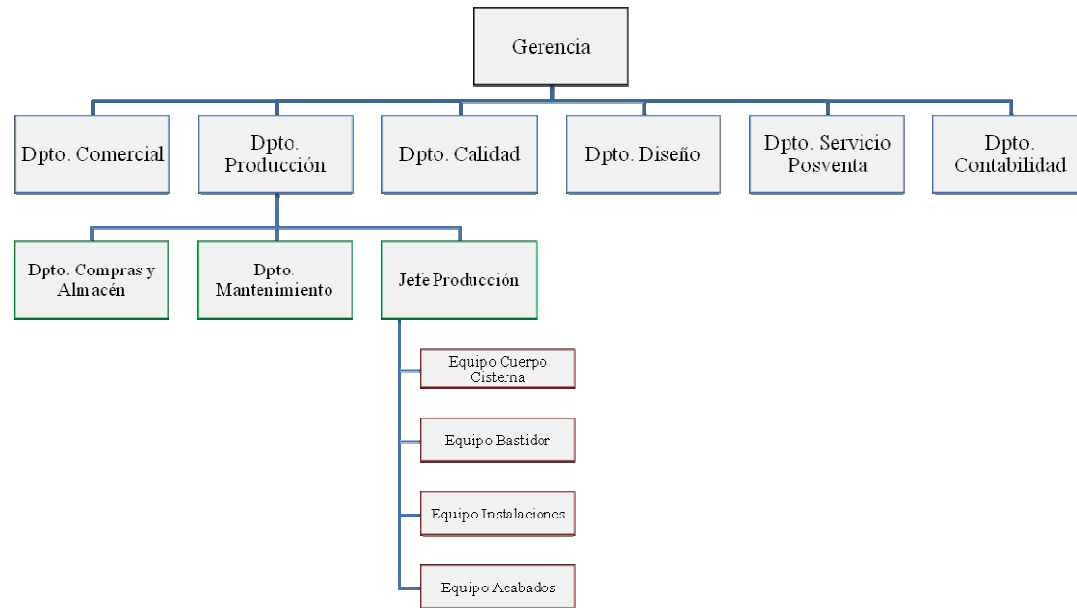 Gerencia
Dpto. Comercial
Dpto.
Producción
Dpto. Calidad
Dpto. Diseño
Dpto. Servicio
Posventa
Dpto.
Contabilidad
Dpto. Compras y
Almacén
Dpto.
Mantenimiento
Jefe Producción
Equipo Cuerpo
Cisterna
Equipo Bastidor
Equipo Instalaciones
Equipo Acabados